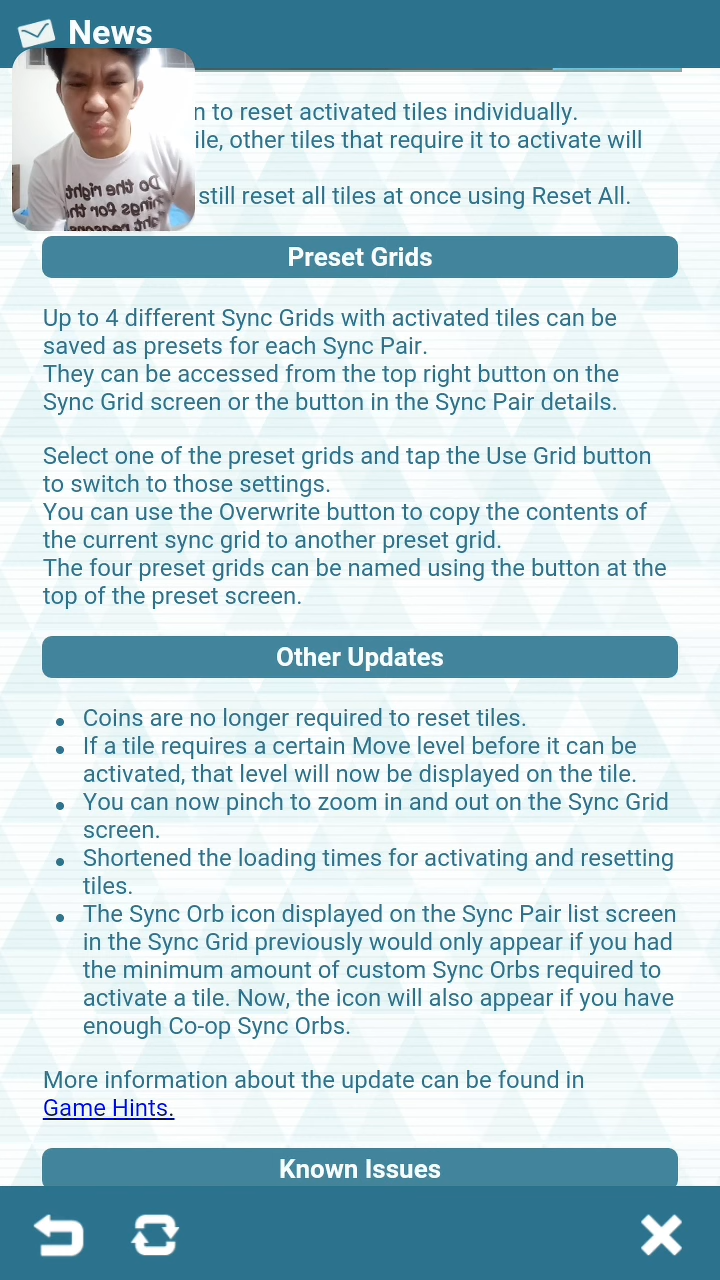 News
n to reset activated tiles individually.
ile, other tiles that require it to activate will
still reset all tiles at once using Reset All.
Do the right
things for the
right reasons
Preset Grids
Up to 4 different Sync Grids with activated tiles can be
saved as presets for each Sync Pair.
They can be accessed from the top right button on the
Sync Grid screen or the button in the Sync Pair details.
Select one of the preset grids and tap the Use Grid button
to switch to those settings.
You can use the Overwrite button to copy the contents of
the current sync grid to another preset grid.
The four preset grids can be named using the button at the
top of the preset screen.
Other Updates
• Coins are no longer required to reset tiles.
• If a tile requires a certain Move level before it can be
activated, that level will now be displayed on the tile.
• You can now pinch to zoom in and out on the Sync Grid
screen.
• Shortened the loading times for activating and resetting
tiles.
• The Sync Orb icon displayed on the Sync Pair list screen
in the Sync Grid previously would only appear if you had
the minimum amount of custom Sync Orbs required to
activate a tile. Now, the icon will also appear if you have
enough Co-op Sync Orbs.
More information about the update can be found in
Game Hints.
Known Issues